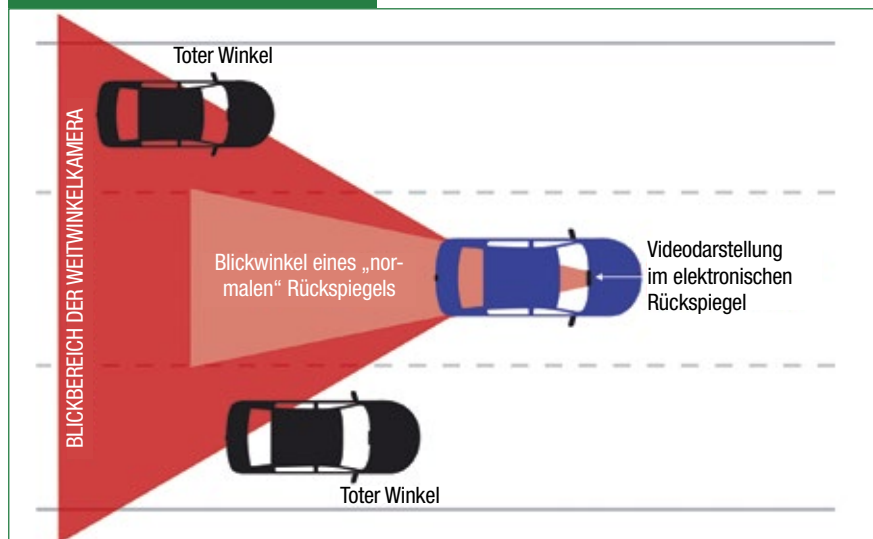 Toter Winkel
BLICKBEREICH DER WEITWINKELKAMERA
Blickwinkel eines „nor-
malen“ Rückspiegels
Videodarstellung
im elektronischen
Rückspiegel
Toter Winkel